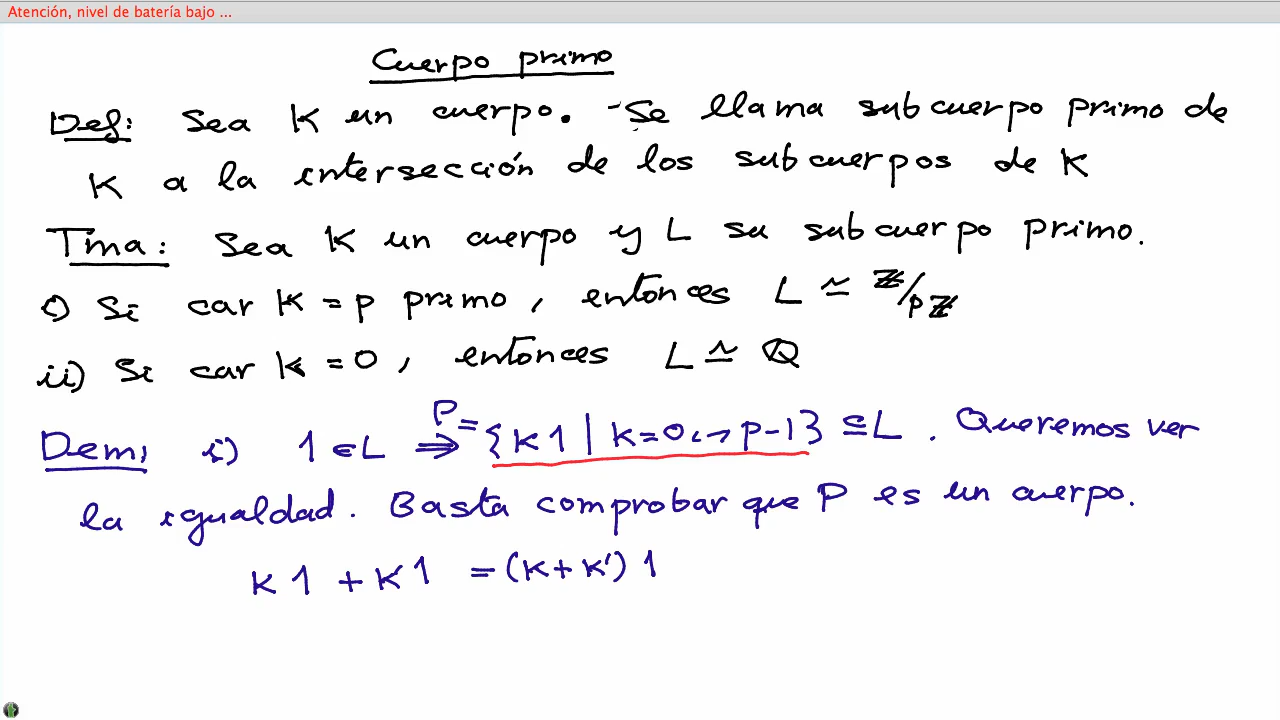 Atención, nivel de batería bajo ...
Cuerpo primo
Def: Sea K un cuerpo. Se llama subcuerpo primo de
K a la intersección de los subcuerpos de K
Tma: Sea K un cuerpo y L su subcuerpo primo.
i) Si car K = p primo, entonces L ≃ ℤ/pℤ
ii) Si car K = 0, entonces L ≃ ℚ
Dem: i) 1 ∈ L ⇒ P = {k1 | k=0,..., p-1} ⊆ L. Queremos ver
la igualdad. Basta comprobar que P es un cuerpo.
k1 + k'1 = (k+k')1